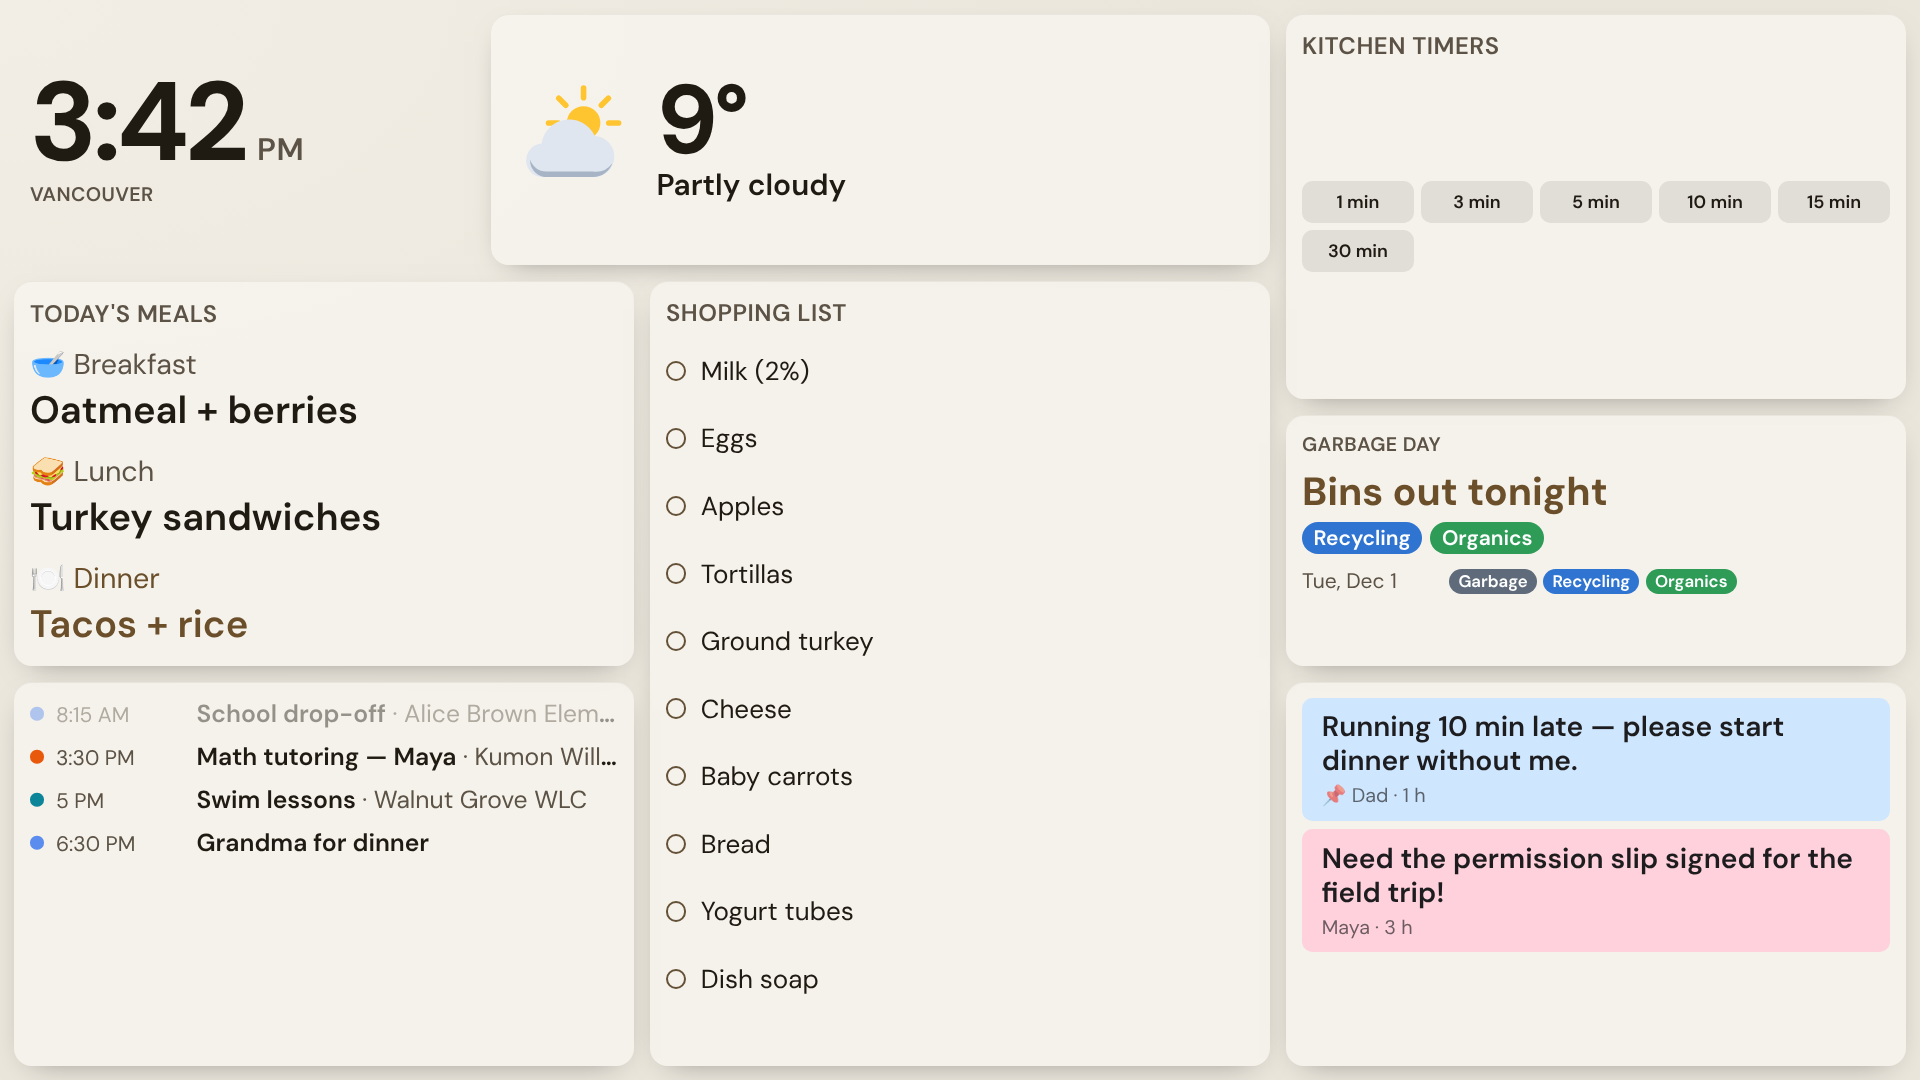 3:42 PM
VANCOUVER
9°
Partly cloudy
KITCHEN TIMERS
1 min
3 min
5 min
10 min
15 min
30 min
TODAY'S MEALS
Breakfast
Oatmeal + berries
Lunch
Turkey sandwiches
Dinner
Tacos + rice
SHOPPING LIST
Milk (2%)
Eggs
Apples
Tortillas
Ground turkey
Cheese
Baby carrots
Bread
Yogurt tubes
Dish soap
GARBAGE DAY
Bins out tonight
Recycling Organics
Tue, Dec 1 Garbage Recycling Organics
8:15 AM School drop-off · Alice Brown Elem...
3:30 PM Math tutoring — Maya · Kumon Will...
5 PM Swim lessons · Walnut Grove WLC
6:30 PM Grandma for dinner
Running 10 min late — please start
dinner without me.
Dad · 1 h
Need the permission slip signed for the
field trip!
Maya · 3 h